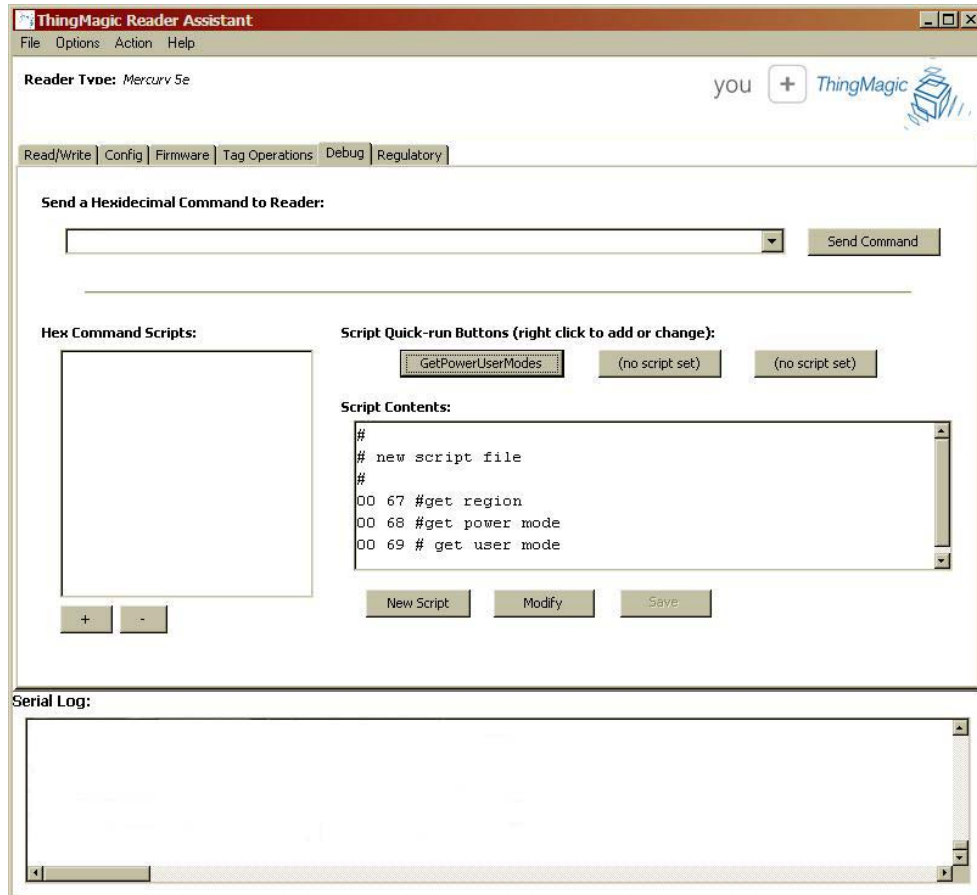 ThingMagic Reader Assistant
File Options Action Help
Reader Type: Mercury 5e
you + ThingMagic
Read/Write Config Firmware Tag Operations Debug Regulatory
Send a Hexidecimal Command to Reader:
Send Command
Hex Command Scripts:
Script Quick-run Buttons (right click to add or change):
GetPowerUserModes (no script set) (no script set)
Script Contents:
#
# new script file
#
00 67 #get region
00 68 #get power mode
00 69 # get user mode
New Script Modify Save
+ -
Serial Log: